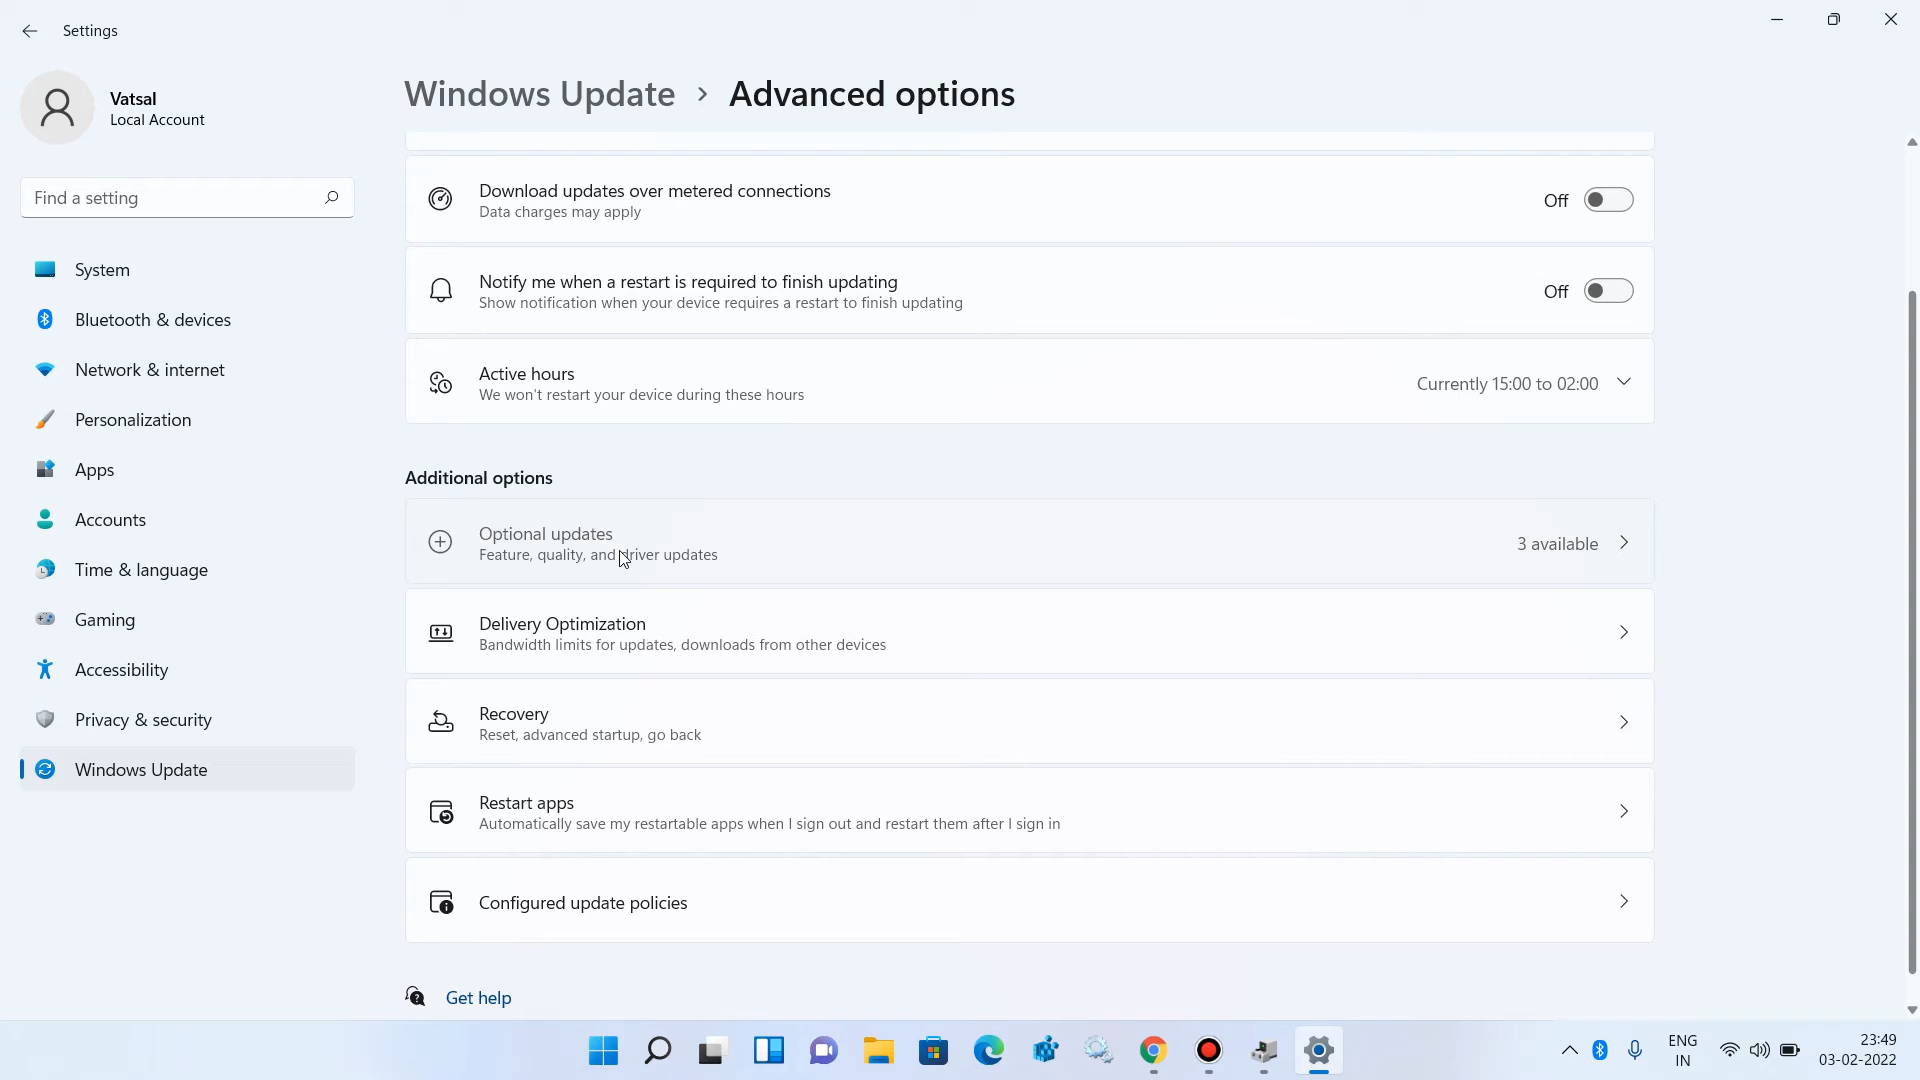 Settings
Vatsal
Local Account
Find a setting
System
Bluetooth & devices
Network & internet
Personalization
Apps
Accounts
Time & language
Gaming
Accessibility
Privacy & security
Windows Update
Windows Update › Advanced options
Download updates over metered connections
Data charges may apply
Off
Notify me when a restart is required to finish updating
Show notification when your device requires a restart to finish updating
Off
Active hours
We won't restart your device during these hours
Currently 15:00 to 02:00
Additional options
Optional updates
Feature, quality, and driver updates
3 available
Delivery Optimization
Bandwidth limits for updates, downloads from other devices
Recovery
Reset, advanced startup, go back
Restart apps
Automatically save my restartable apps when I sign out and restart them after I sign in
Configured update policies
Get help
ENG
IN
23:49
03-02-2022